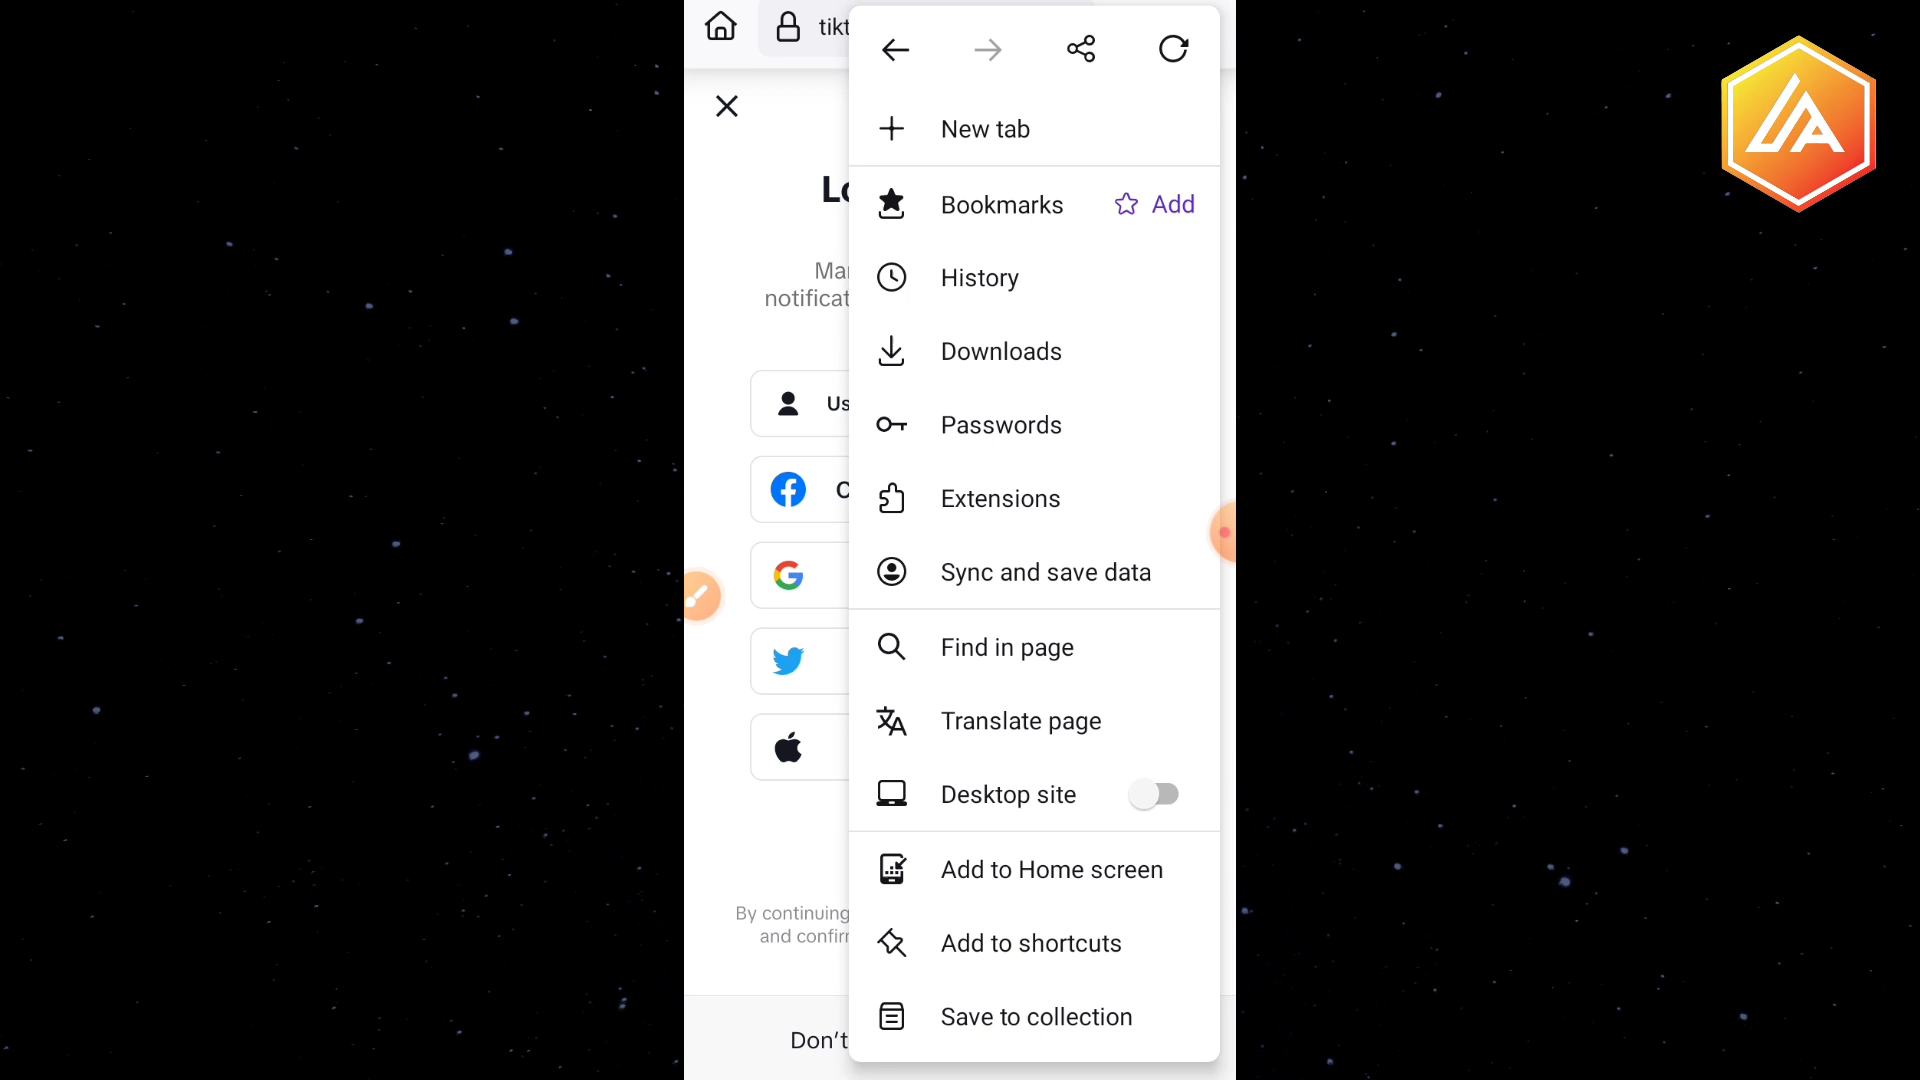 tikt
New tab
Lo
Bookmarks
Add
Mar
notificat
History
Downloads
Us
Passwords
C
Extensions
Sync and save data
Find in page
Translate page
Desktop site
Add to Home screen
By continuing
and confirm
Add to shortcuts
Save to collection
Don't